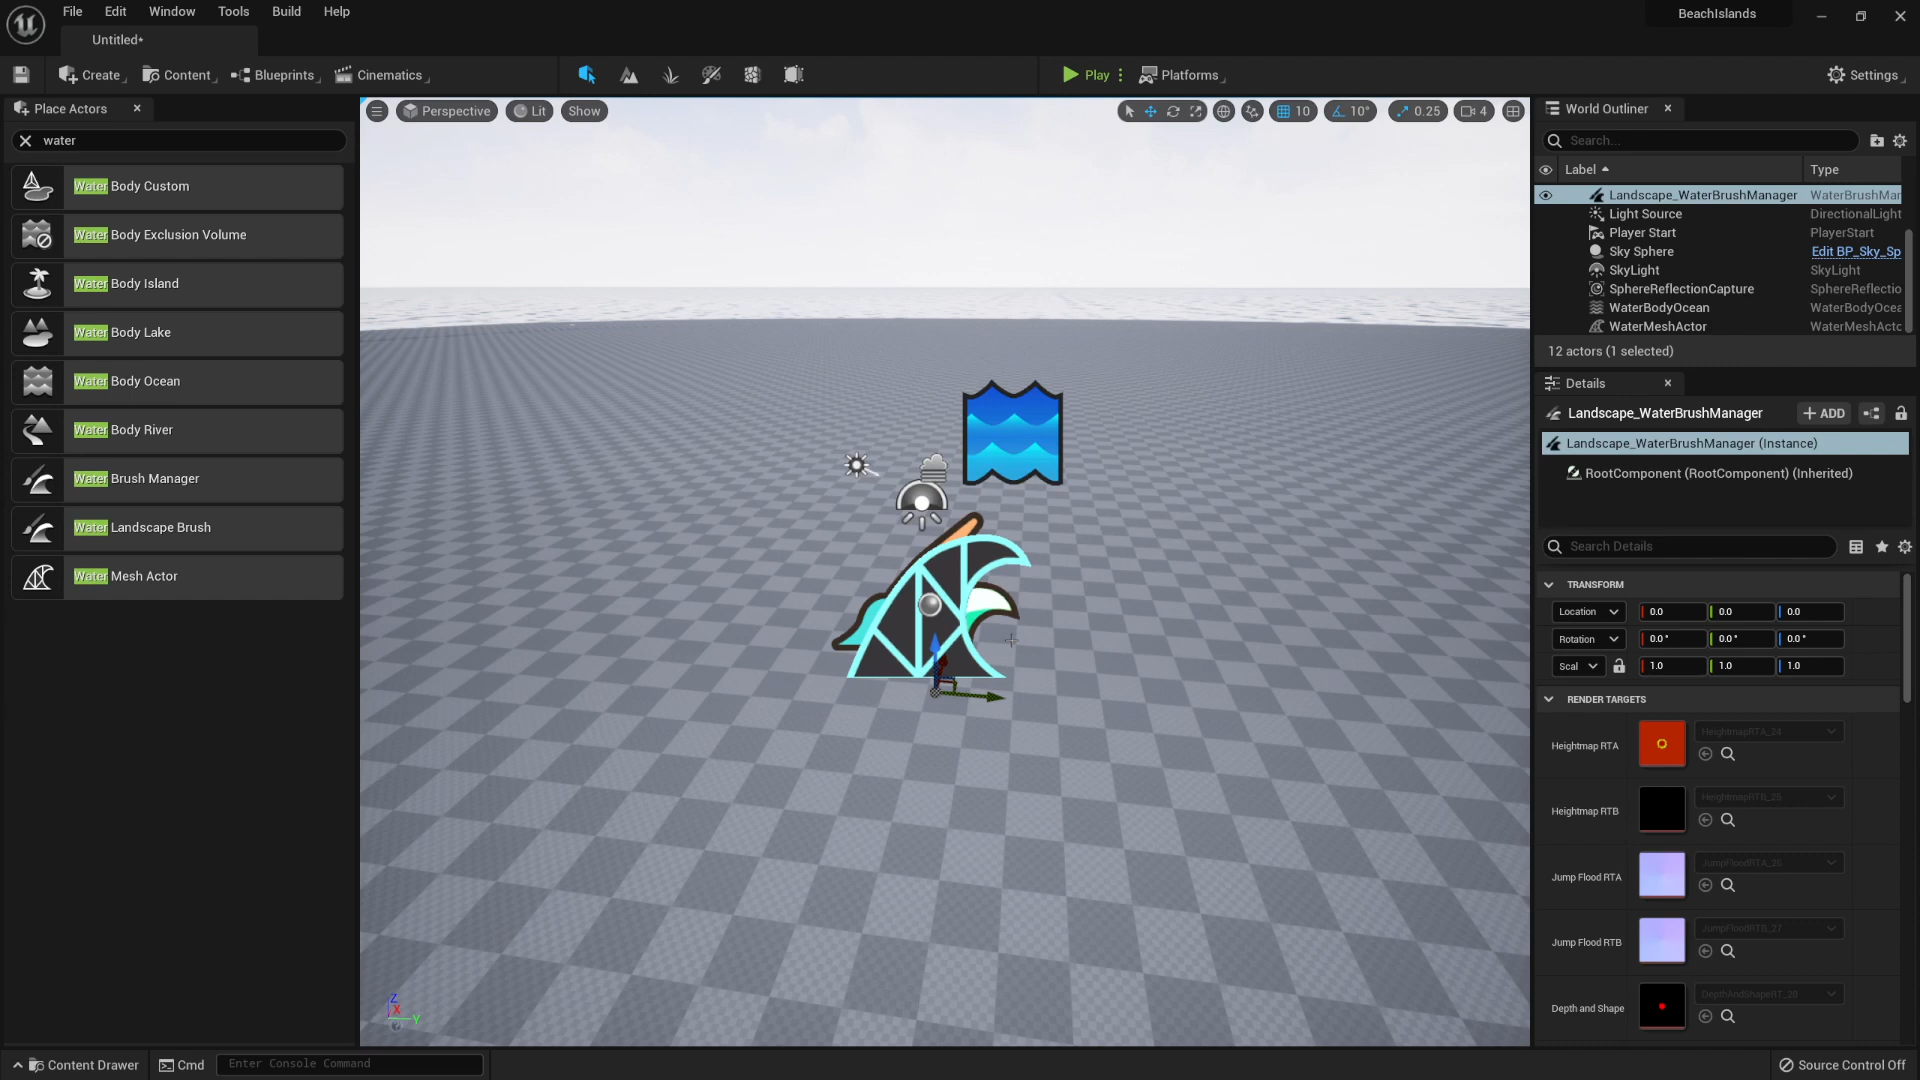 File Edit Window Tools Build Help
BeachIslands
Untitled*
Create Content Blueprints Cinematics
Play Platforms
Settings
Place Actors
water
Water Body Custom
Water Body Exclusion Volume
Water Body Island
Water Body Lake
Water Body Ocean
Water Body River
Water Brush Manager
Water Landscape Brush
Water Mesh Actor
Perspective Lit Show
10 10° 0.25 4
Z
X
Y
World Outliner
Search...
Label Type
Landscape_WaterBrushManager WaterBrushMar
Light Source DirectionalLight
Player Start PlayerStart
Sky Sphere Edit BP_Sky_Sp
SkyLight SkyLight
SphereReflectionCapture SphereReflectio
WaterBodyOcean WaterBodyOcea
WaterMeshActor WaterMeshActc
12 actors (1 selected)
Details
Landscape_WaterBrushManager ADD
Landscape_WaterBrushManager (Instance)
RootComponent (RootComponent) (Inherited)
Search Details
TRANSFORM
Location 0.0 0.0 0.0
Rotation 0.0 ° 0.0 ° 0.0 °
Scal 1.0 1.0 1.0
RENDER TARGETS
Heightmap RTA HeightmapRTA_24
Heightmap RTB HeightmapRTB_25
Jump Flood RTA JumpFloodRTA_26
Jump Flood RTB JumpFloodRTB_27
Depth and Shape DepthAndShapeRT_28
Content Drawer Cmd Enter Console Command
Source Control Off